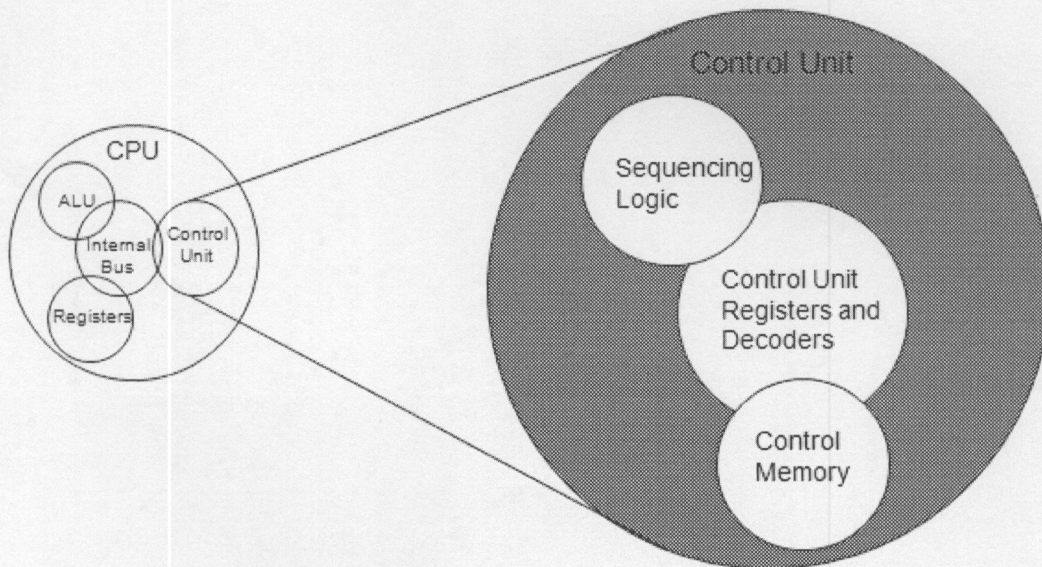 CPU
ALU
Internal
Bus
Control
Unit
Registers
Control Unit
Sequencing
Logic
Control Unit
Registers and
Decoders
Control
Memory